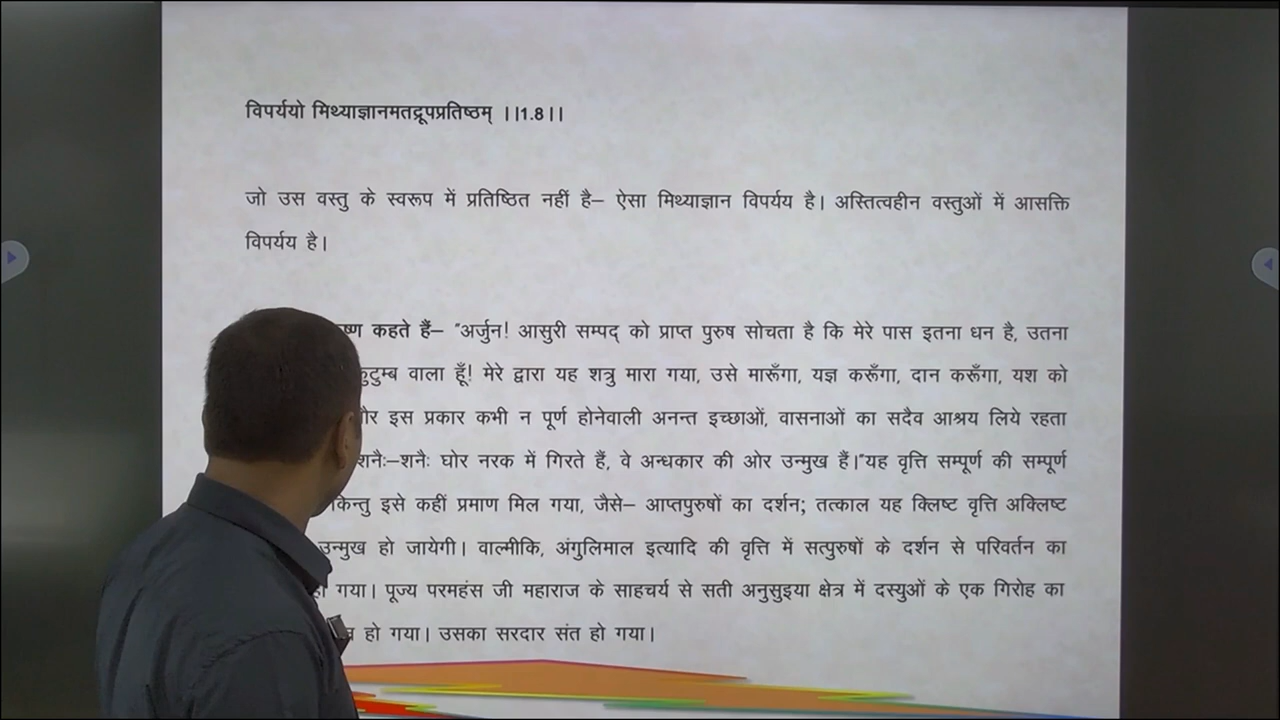 विपर्ययो मिथ्याज्ञानमतद्रूपप्रतिष्ठम् ।।1.8।।
जो उस वस्तु के स्वरूप में प्रतिष्ठित नहीं है– ऐसा मिथ्याज्ञान विपर्यय है। अस्तित्वहीन वस्तुओं में आसक्ति
विपर्यय है।
कहते हैं– "अर्जुन! आसुरी सम्पद् को प्राप्त पुरुष सोचता है कि मेरे पास इतना धन है, उतना
वाला हूँ! मेरे द्वारा यह शत्रु मारा गया, उसे मारूँगा, यज्ञ करूँगा, दान करूँगा, यश को
इस प्रकार कभी न पूर्ण होनेवाली अनन्त इच्छाओं, वासनाओं का सदैव आश्रय लिये रहता
शनैः–शनैः घोर नरक में गिरते हैं, वे अन्धकार की ओर उन्मुख हैं।"यह वृत्ति सम्पूर्ण की सम्पूर्ण
किन्तु इसे कहीं प्रमाण मिल गया, जैसे– आप्तपुरुषों का दर्शन; तत्काल यह क्लिष्ट वृत्ति अक्लिष्ट
उन्मुख हो जायेगी। वाल्मीकि, अंगुलिमाल इत्यादि की वृत्ति में सत्पुरुषों के दर्शन से परिवर्तन का
गया। पूज्य परमहंस जी महाराज के साहचर्य से सती अनुसुइया क्षेत्र में दस्युओं के एक गिरोह का
हो गया। उसका सरदार संत हो गया।